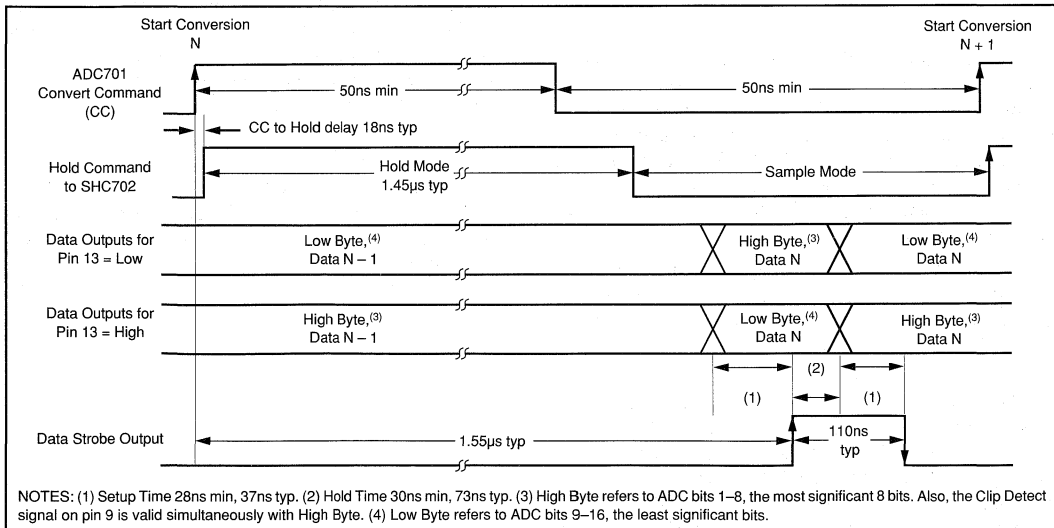 Start Conversion
N
Start Conversion
N + 1
ADC701
Convert Command
(CC)
50ns min
50ns min
CC to Hold delay 18ns typ
Hold Command
to SHC702
Hold Mode
1.45µs typ
Sample Mode
Data Outputs for
Pin 13 = Low
Low Byte,(4)
Data N – 1
High Byte,(3)
Data N
Low Byte,(4)
Data N
Data Outputs for
Pin 13 = High
High Byte,(3)
Data N – 1
Low Byte,(4)
Data N
High Byte,(3)
Data N
(1)
(2)
(1)
Data Strobe Output
1.55µs typ
110ns
typ
NOTES: (1) Setup Time 28ns min, 37ns typ. (2) Hold Time 30ns min, 73ns typ. (3) High Byte refers to ADC bits 1–8, the most significant 8 bits. Also, the Clip Detect
signal on pin 9 is valid simultaneously with High Byte. (4) Low Byte refers to ADC bits 9–16, the least significant bits.